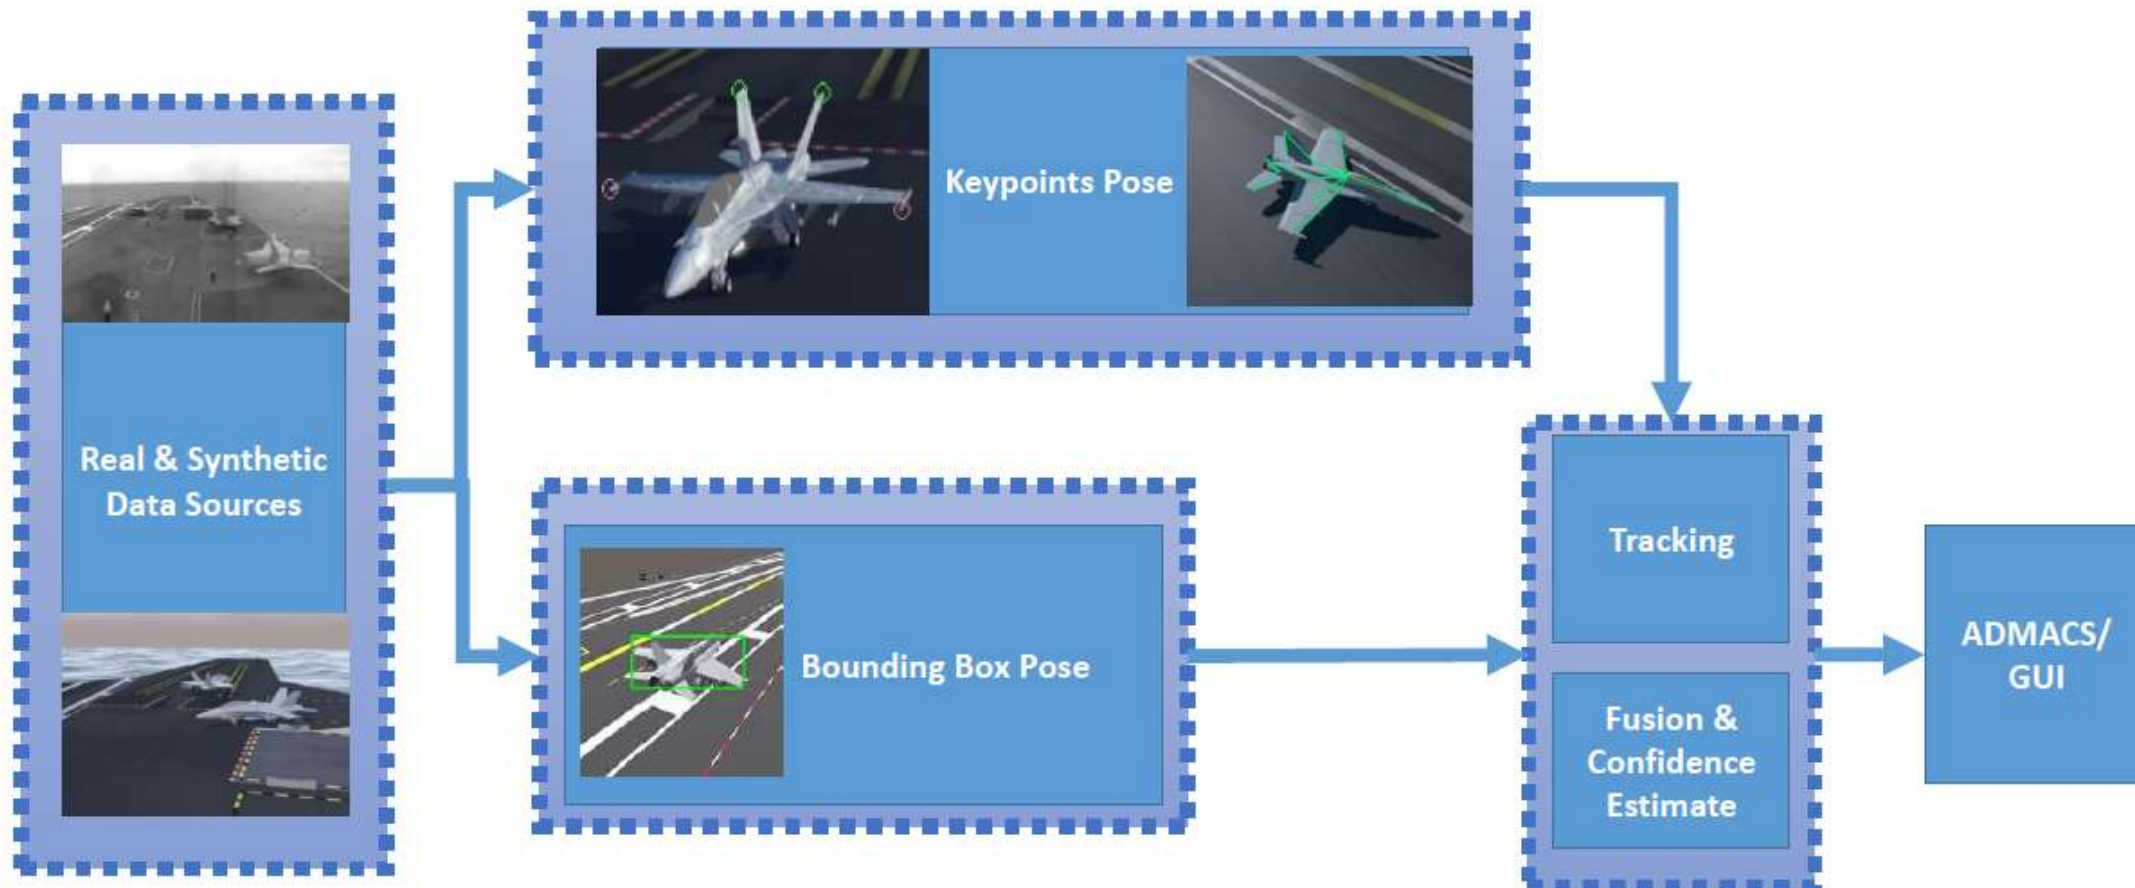 Real & Synthetic
Data Sources
Keypoints Pose
Bounding Box Pose
Tracking
Fusion &
Confidence
Estimate
ADMACS/
GUI